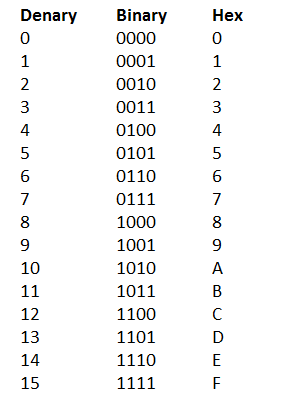 Denary Binary Hex
0 0000 0
1 0001 1
2 0010 2
3 0011 3
4 0100 4
5 0101 5
6 0110 6
7 0111 7
8 1000 8
9 1001 9
10 1010 A
11 1011 B
12 1100 C
13 1101 D
14 1110 E
15 1111 F